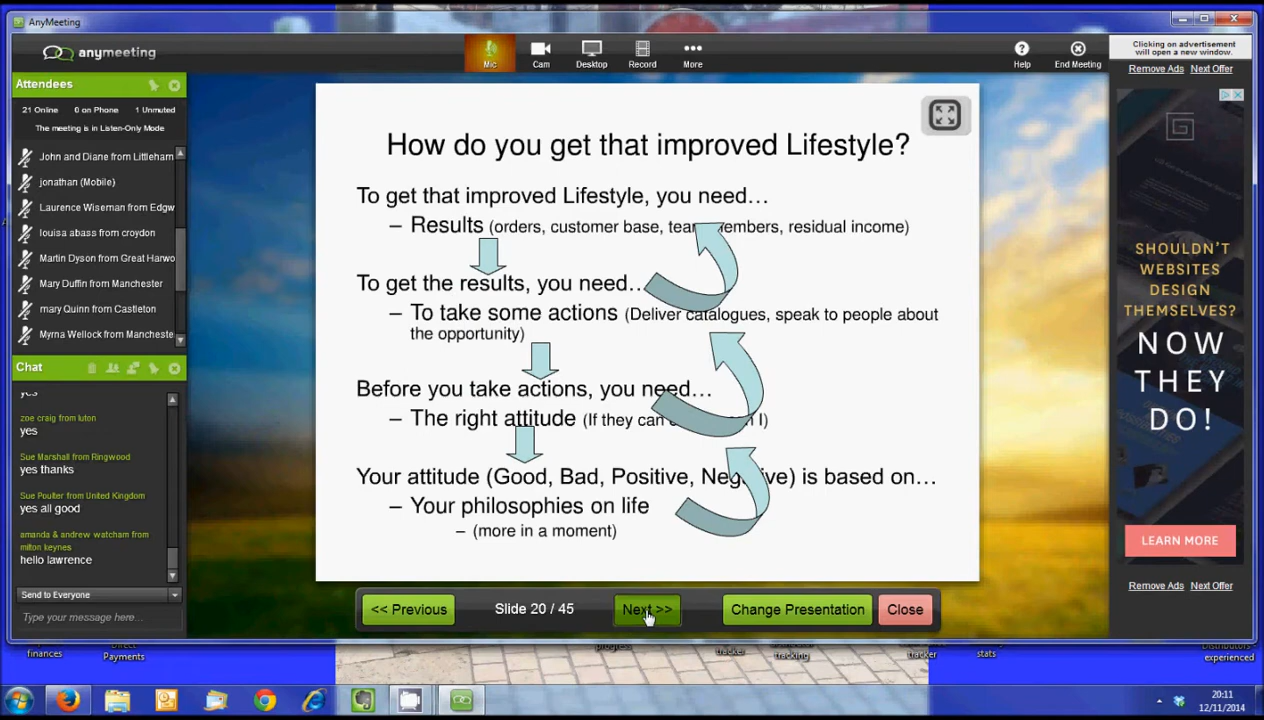 AnyMeeting
anymeeting
Mic
Cam
Desktop
Record
More
Help
End Meeting
Clicking on advertisement
will open a new window.
Remove Ads Next Offer
Attendees
21 Online 0 on Phone 1 Unmuted
The meeting is in Listen-Only Mode
John and Diane from Littleham
jonathan (Mobile)
Laurence Wiseman from Edgw
louisa abass from croydon
Martin Dyson from Great Harwo
Mary Duffin from Manchester
mary Quinn from Castleton
Myrna Wellock from Manchester
Chat
yes
zoe craig from luton
yes
Sue Marshall from Ringwood
yes thanks
Sue Poulter from United Kingdom
yes all good
amanda & andrew watcham from
milton keynes
hello lawrence
Send to Everyone
Type your message here...
How do you get that improved Lifestyle?
To get that improved Lifestyle, you need…
– Results (orders, customer base, team members, residual income)
To get the results, you need…
– To take some actions (Deliver catalogues, speak to people about
the opportunity)
Before you take actions, you need…
– The right attitude (If they can I)
Your attitude (Good, Bad, Positive, Negative) is based on…
– Your philosophies on life
– (more in a moment)
<< Previous
Slide 20 / 45
Next >>
Change Presentation
Close
SHOULDN'T
WEBSITES
DESIGN
THEMSELVES?
NOW
THEY
DO!
LEARN MORE
Remove Ads Next Offer
finances
Direct
Payments
progress
tracker
tracking
tracker
stats
Distributors -
experienced
20:11
12/11/2014